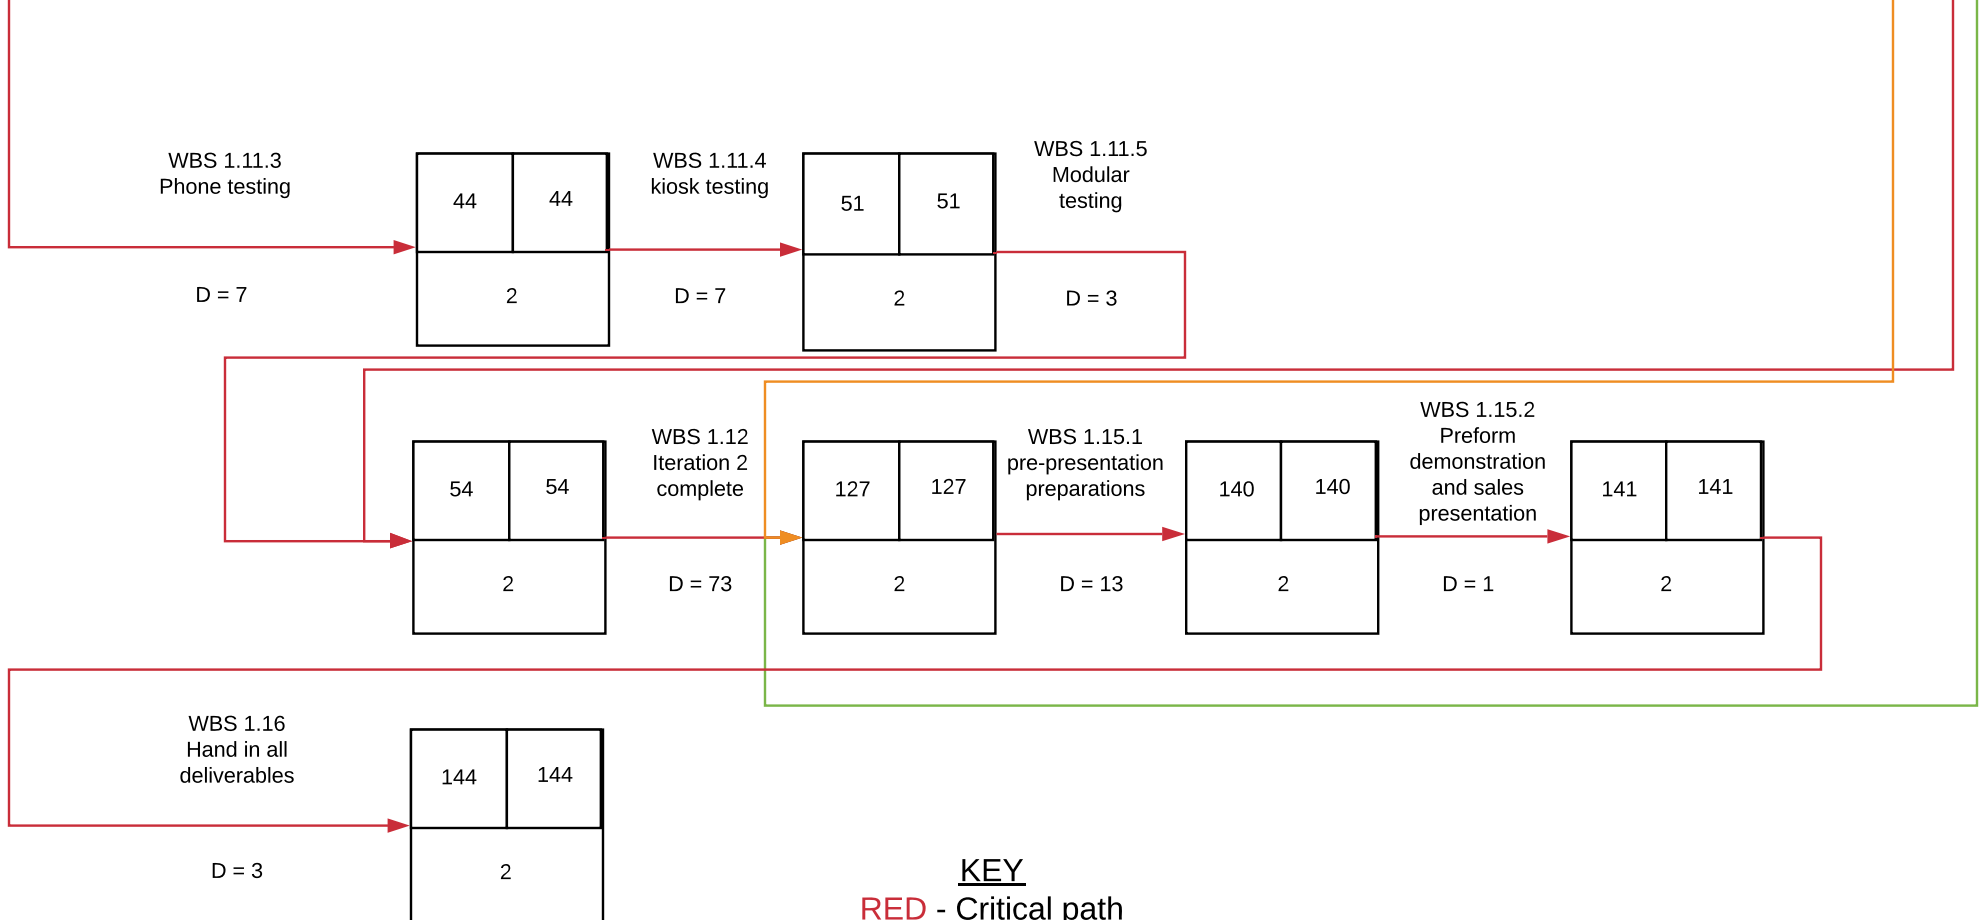 WBS 1.11.3
Phone testing
44
44
WBS 1.11.4
kiosk testing
51
51
WBS 1.11.5
Modular
testing
D = 7
2
D = 7
2
D = 3
54
54
WBS 1.12
Iteration 2
complete
127
127
WBS 1.15.1
pre-presentation
preparations
140
140
WBS 1.15.2
Preform
demonstration
and sales
presentation
141
141
2
D = 73
2
D = 13
2
D = 1
2
WBS 1.16
Hand in all
deliverables
144
144
D = 3
2
KEY
RED - Critical path